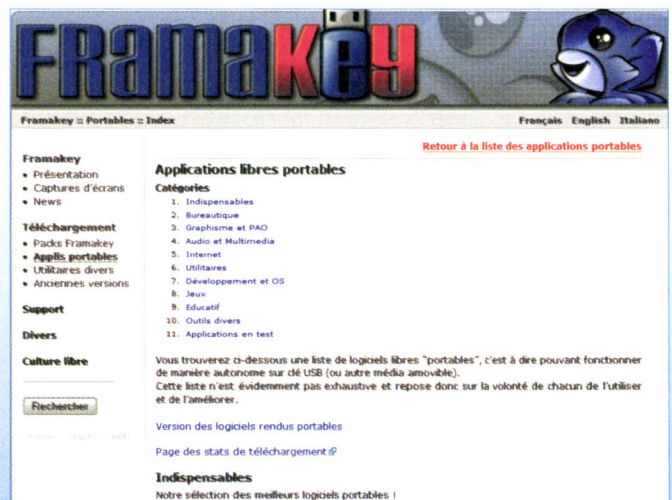 FRAMAKEY
Framakey :: Portables :: Index
Français English Italiano
Retour à la liste des applications portables
Framakey
• Présentation
• Captures d'écrans
• News
Téléchargement
• Packs Framakey
• Applis portables
• Utilitaires divers
• Anciennes versions
Support
Divers
Culture libre
Rechercher
Applications libres portables
Catégories
1. Indispensables
2. Bureautique
3. Graphisme et PAO
4. Audio et Multimedia
5. Internet
6. Utilitaires
7. Développement et OS
8. Jeux
9. Educatif
10. Outils divers
11. Applications en test
Vous trouverez ci-dessous une liste de logiciels libres "portables", c'est à dire pouvant fonctionner
de manière autonome sur clé USB (ou autre média amovible).
Cette liste n'est évidemment pas exhaustive et repose donc sur la volonté de chacun de l'utiliser
et de l'améliorer.
Version des logiciels rendus portables
Page des stats de téléchargement
Indispensables
Notre sélection des meilleurs logiciels portables !